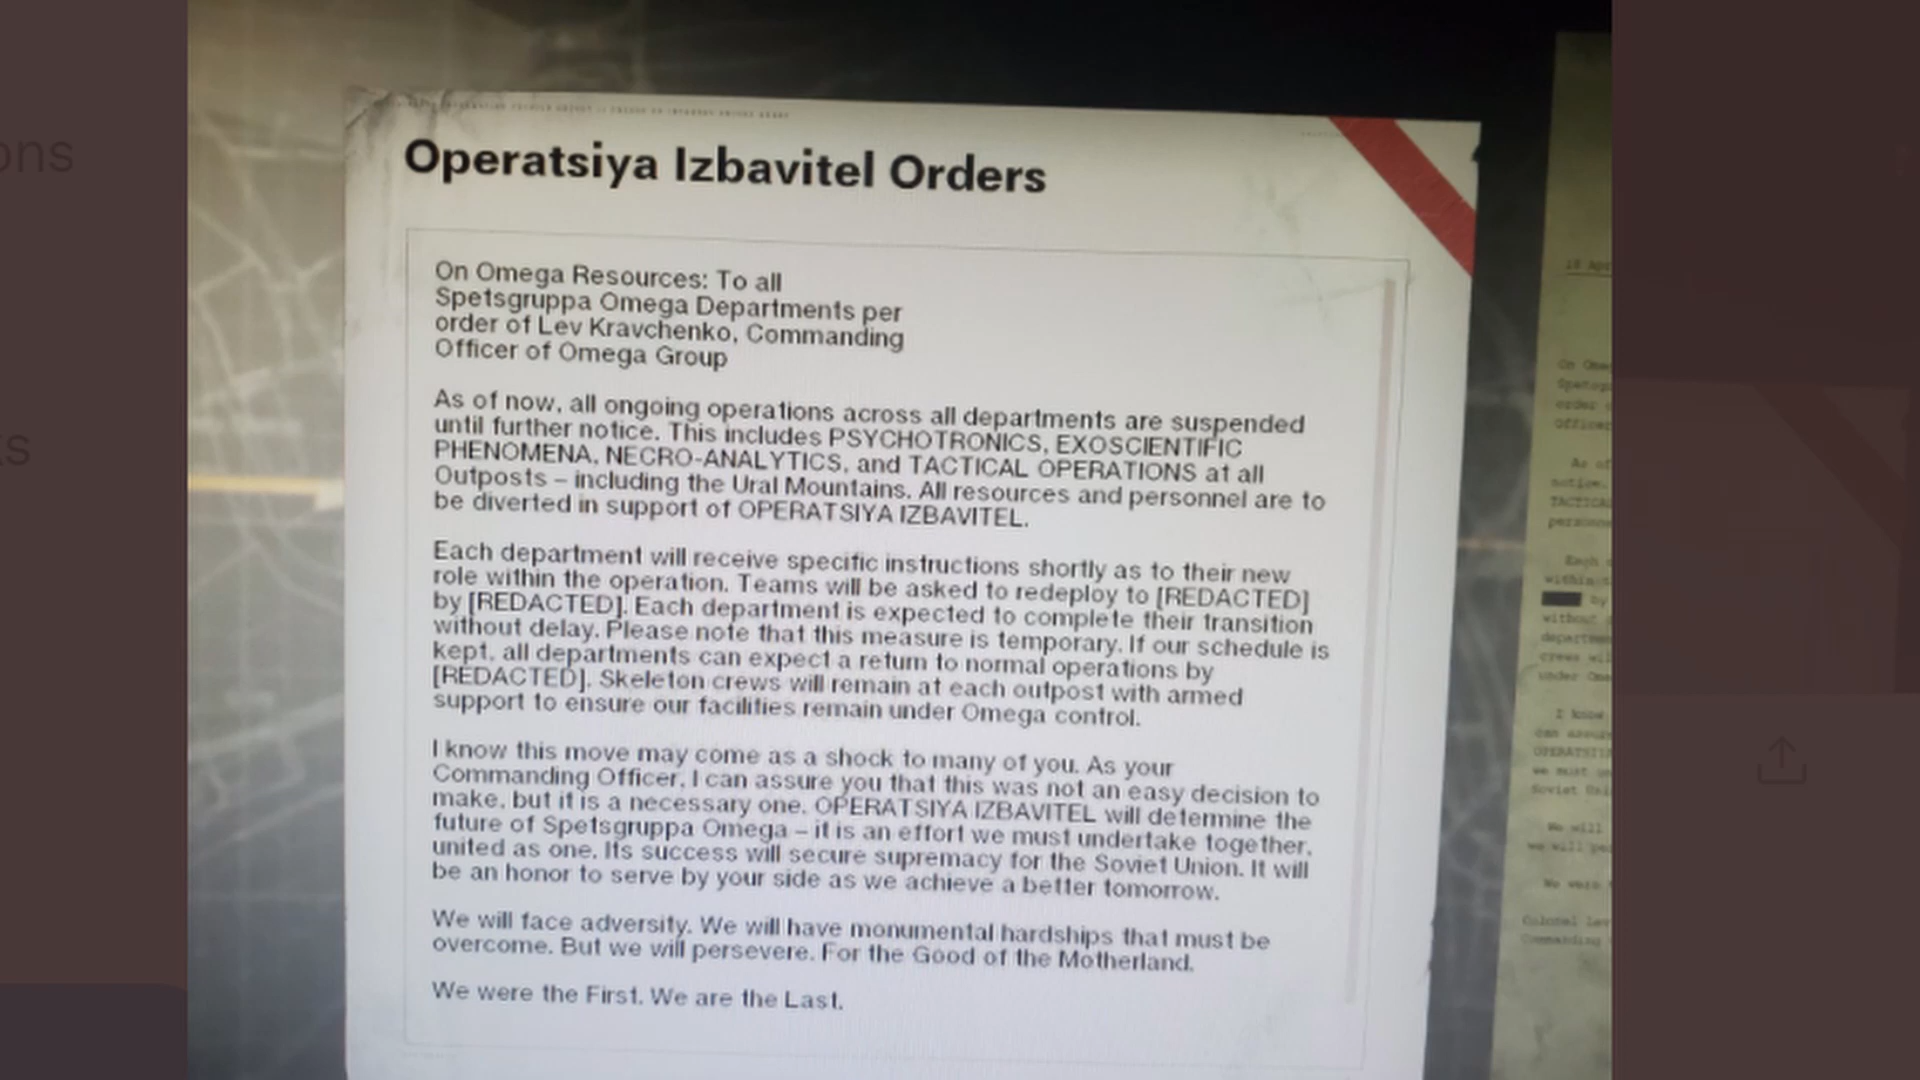 ons
ks
Operatsiya Izbavitel Orders
On Omega Resources: To all
Spetsgruppa Omega Departments per
order of Lev Kravchenko, Commanding
Officer of Omega Group
As of now, all ongoing operations across all departments are suspended
until further notice. This includes PSYCHOTRONICS, EXOSCIENTIFIC
PHENOMENA, NECRO-ANALYTICS, and TACTICAL OPERATIONS at all
Outposts – including the Ural Mountains. All resources and personnel are to
be diverted in support of OPERATSIYA IZBAVITEL.
Each department will receive specific instructions shortly as to their new
role within the operation. Teams will be asked to redeploy to [REDACTED]
by [REDACTED]. Each department is expected to complete their transition
without delay. Please note that this measure is temporary. If our schedule is
kept, all departments can expect a return to normal operations by
[REDACTED]. Skeleton crews will remain at each outpost with armed
support to ensure our facilities remain under Omega control.
I know this move may come as a shock to many of you. As your
Commanding Officer, I can assure you that this was not an easy decision to
make, but it is a necessary one. OPERATSIYA IZBAVITEL will determine the
future of Spetsgruppa Omega – it is an effort we must undertake together,
united as one. Its success will secure supremacy for the Soviet Union. It will
be an honor to serve by your side as we achieve a better tomorrow.
We will face adversity. We will have monumental hardships that must be
overcome. But we will persevere. For the Good of the Motherland.
We were the First. We are the Last.